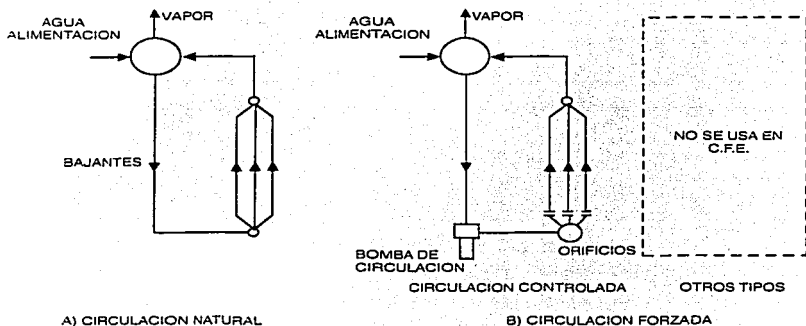 AGUA
ALIMENTACION
VAPOR
BAJANTES
A) CIRCULACION NATURAL
AGUA
ALIMENTACION
VAPOR
BOMBA DE
CIRCULACION
ORIFICIOS
CIRCULACION CONTROLADA
NO SE USA EN
C.F.E.
OTROS TIPOS
B) CIRCULACION FORZADA